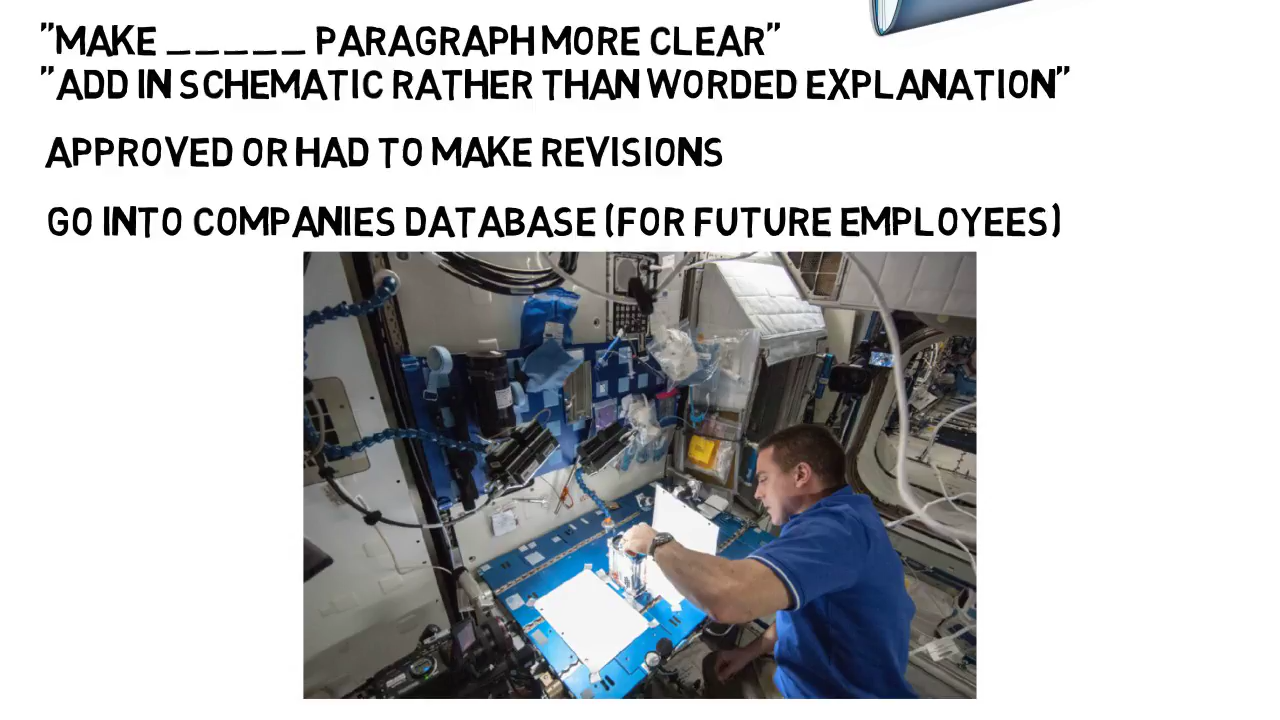 "MAKE _____ PARAGRAPH MORE CLEAR"
"ADD IN SCHEMATIC RATHER THAN WORDED EXPLANATION"
APPROVED OR HAD TO MAKE REVISIONS
GO INTO COMPANIES DATABASE (FOR FUTURE EMPLOYEES)